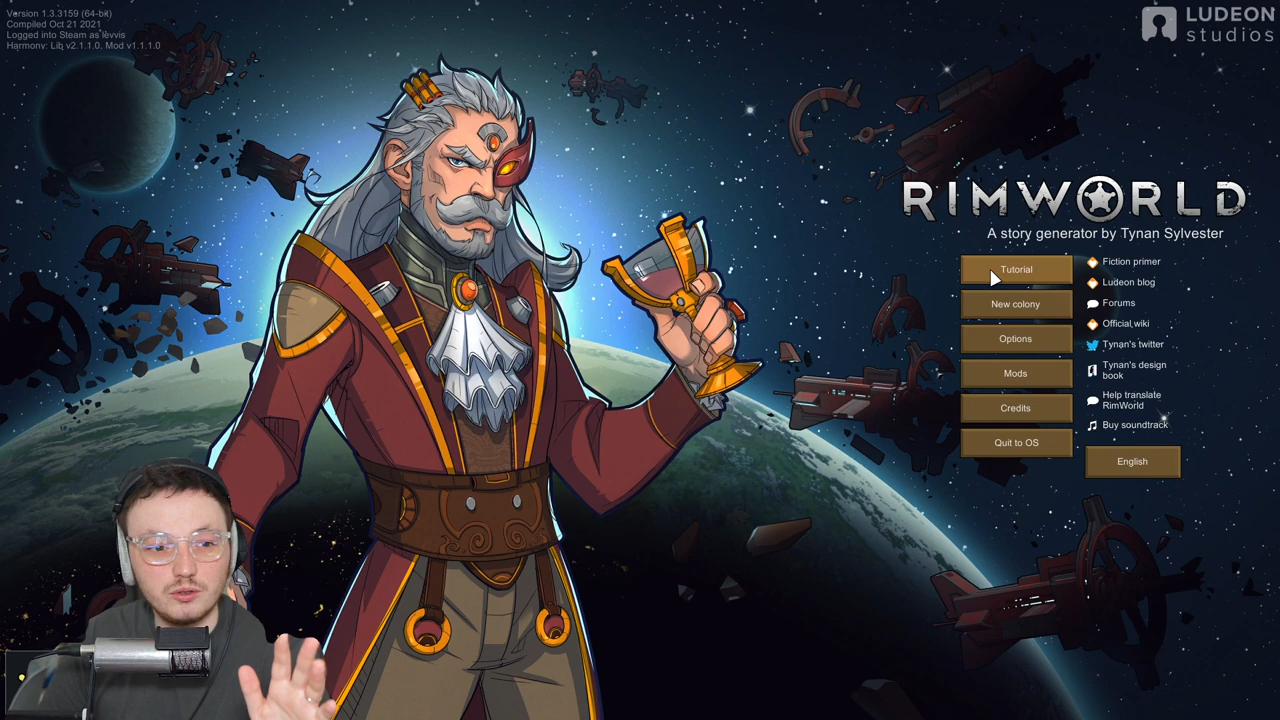 Version 1.3.3159 (64-bit)
Compiled Oct 21 2021
Logged into Steam as levvis
Harmony: Lib v2.1.1.0, Mod v1.1.1.0
LUDEON
studios
RIMWORLD
A story generator by Tynan Sylvester
Tutorial
New colony
Options
Mods
Credits
Quit to OS
Fiction primer
Ludeon blog
Forums
Official wiki
Tynan's twitter
Tynan's design
book
Help translate
RimWorld
Buy soundtrack
English